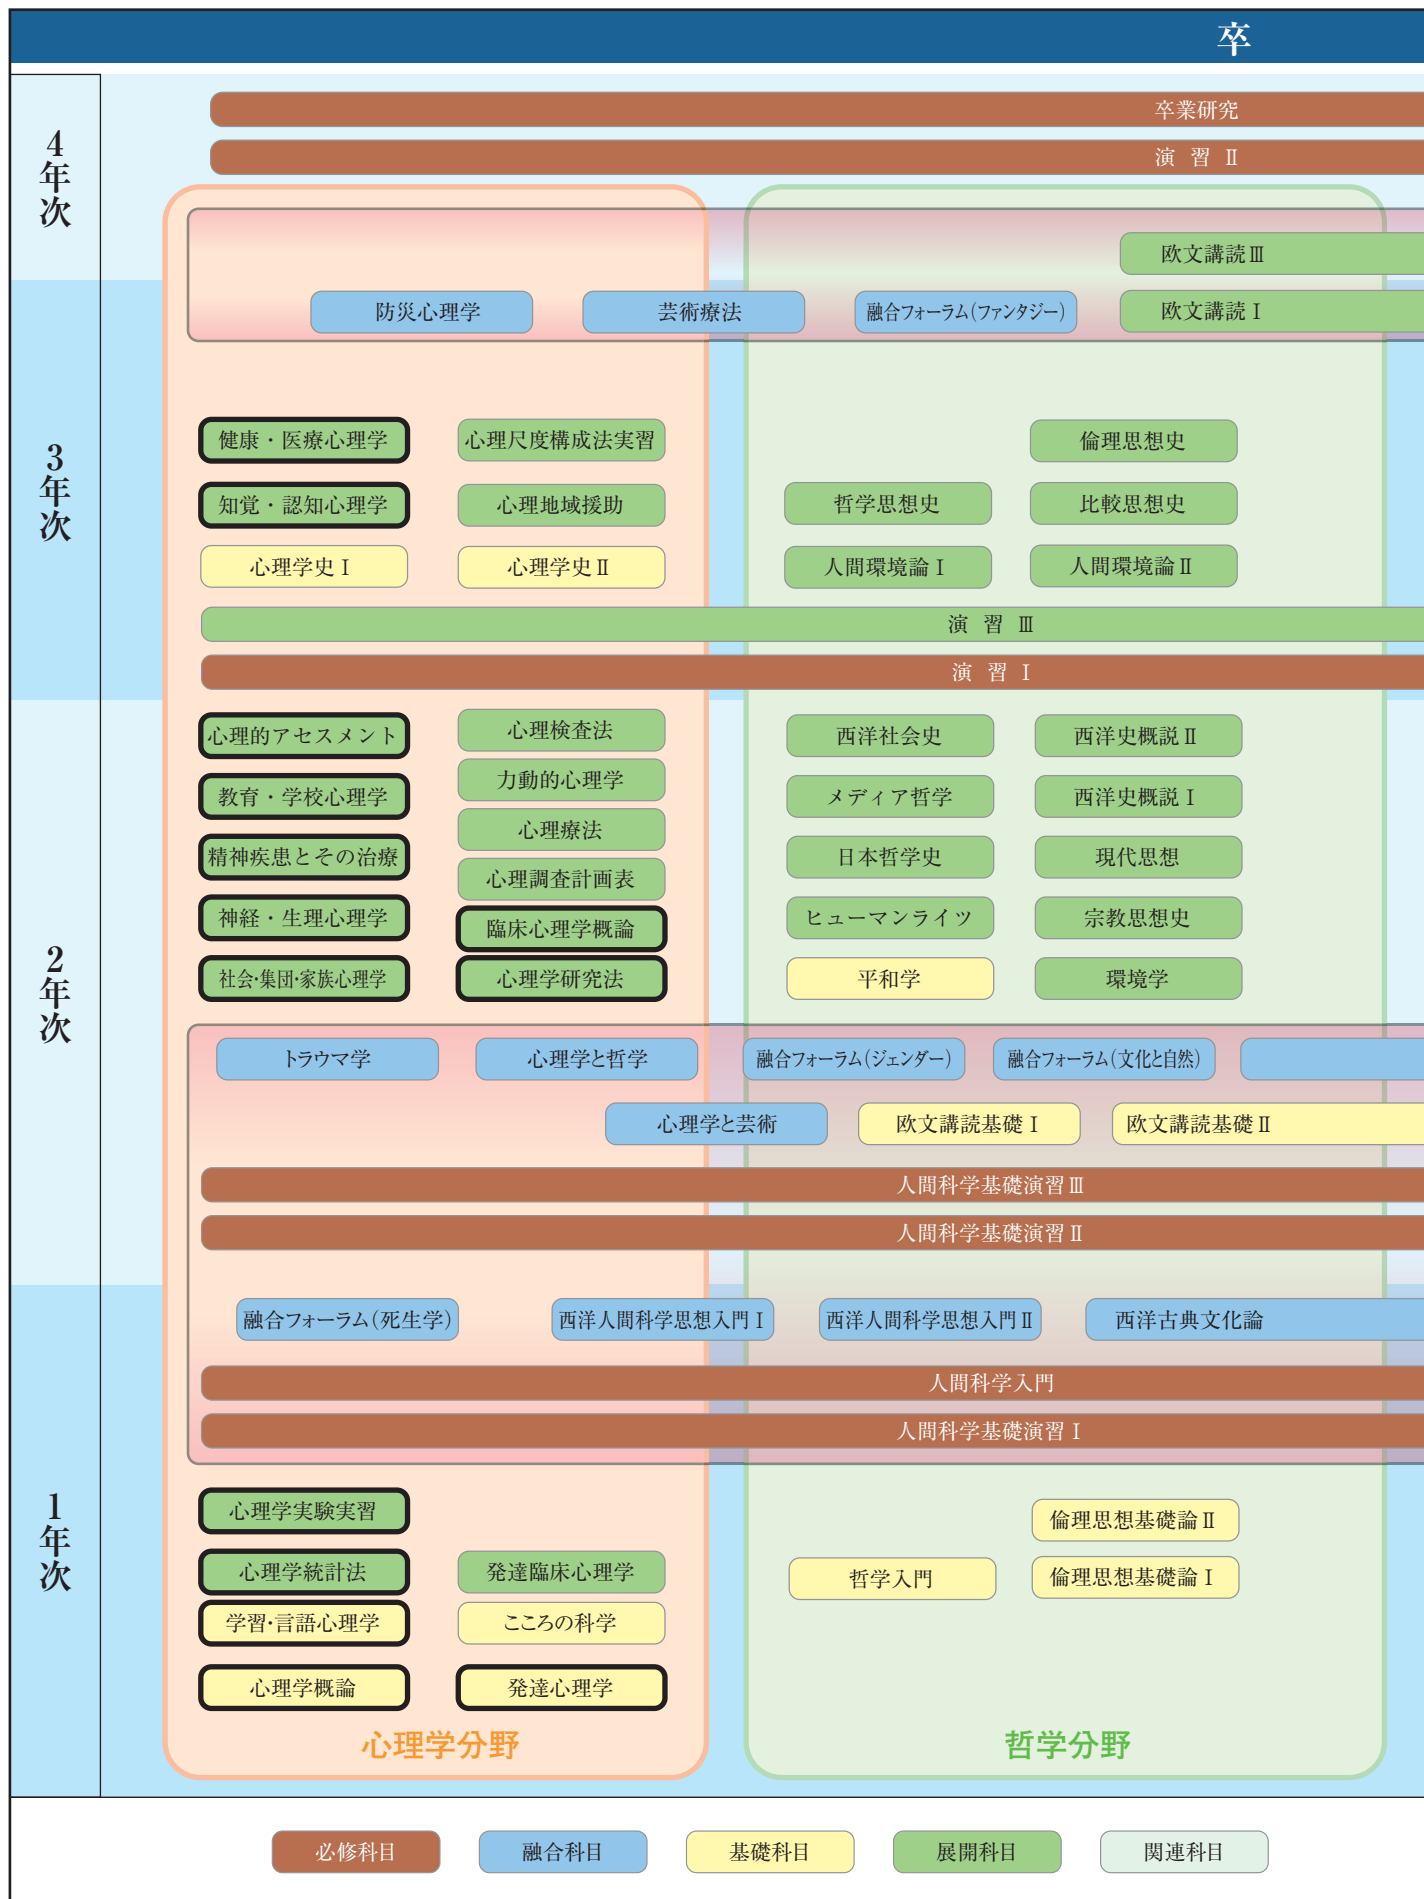 卒
4年次
卒業研究
演習 Ⅱ
欧文講読Ⅲ
防災心理学
芸術療法
融合フォーラム(ファンタジー)
欧文講読Ⅰ
3年次
健康・医療心理学
心理尺度構成法実習
倫理思想史
知覚・認知心理学
心理地域援助
哲学思想史
比較思想史
心理学史Ⅰ
心理学史Ⅱ
人間環境論Ⅰ
人間環境論Ⅱ
演習 Ⅲ
演習 Ⅰ
2年次
心理的アセスメント
心理検査法
西洋社会史
西洋史概説Ⅱ
教育・学校心理学
力動的心理学
メディア哲学
西洋史概説Ⅰ
心理療法
精神疾患とその治療
日本哲学史
現代思想
心理調査計画表
神経・生理心理学
臨床心理学概論
ヒューマンライツ
宗教思想史
社会・集団・家族心理学
心理学研究法
平和学
環境学
トラウマ学
心理学と哲学
融合フォーラム(ジェンダー)
融合フォーラム(文化と自然)
心理学と芸術
欧文講読基礎Ⅰ
欧文講読基礎Ⅱ
人間科学基礎演習Ⅲ
人間科学基礎演習Ⅱ
1年次
融合フォーラム(死生学)
西洋人間科学思想入門Ⅰ
西洋人間科学思想入門Ⅱ
西洋古典文化論
人間科学入門
人間科学基礎演習Ⅰ
心理学実験実習
倫理思想基礎論Ⅱ
心理学統計法
発達臨床心理学
哲学入門
倫理思想基礎論Ⅰ
学習・言語心理学
こころの科学
心理学概論
発達心理学
心理学分野
哲学分野
必修科目
融合科目
基礎科目
展開科目
関連科目